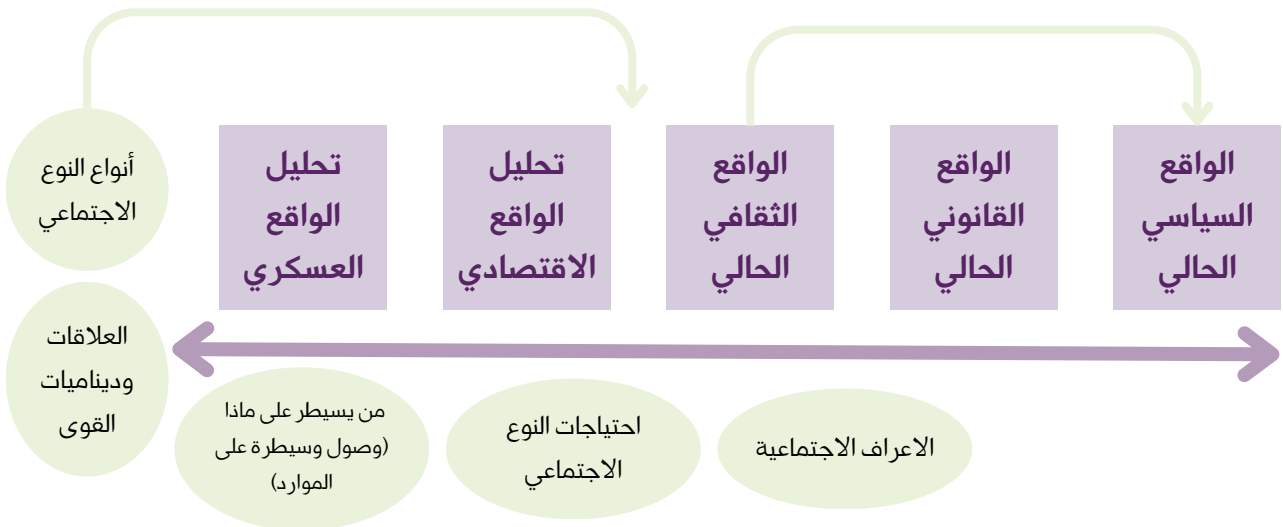 الواقع
السياسي
الحالي
الواقع
القانوني
الحالي
الواقع
الثقافي
الحالي
تحليل
الواقع
الاقتصادي
تحليل
الواقع
العسكري
أنواع النوع
الاجتماعي
العلاقات
وديناميات
القوى
الاعراف الاجتماعية
احتياجات النوع
الاجتماعي
من يسيطر على ماذا
(وصول وسيطرة على
الموارد)